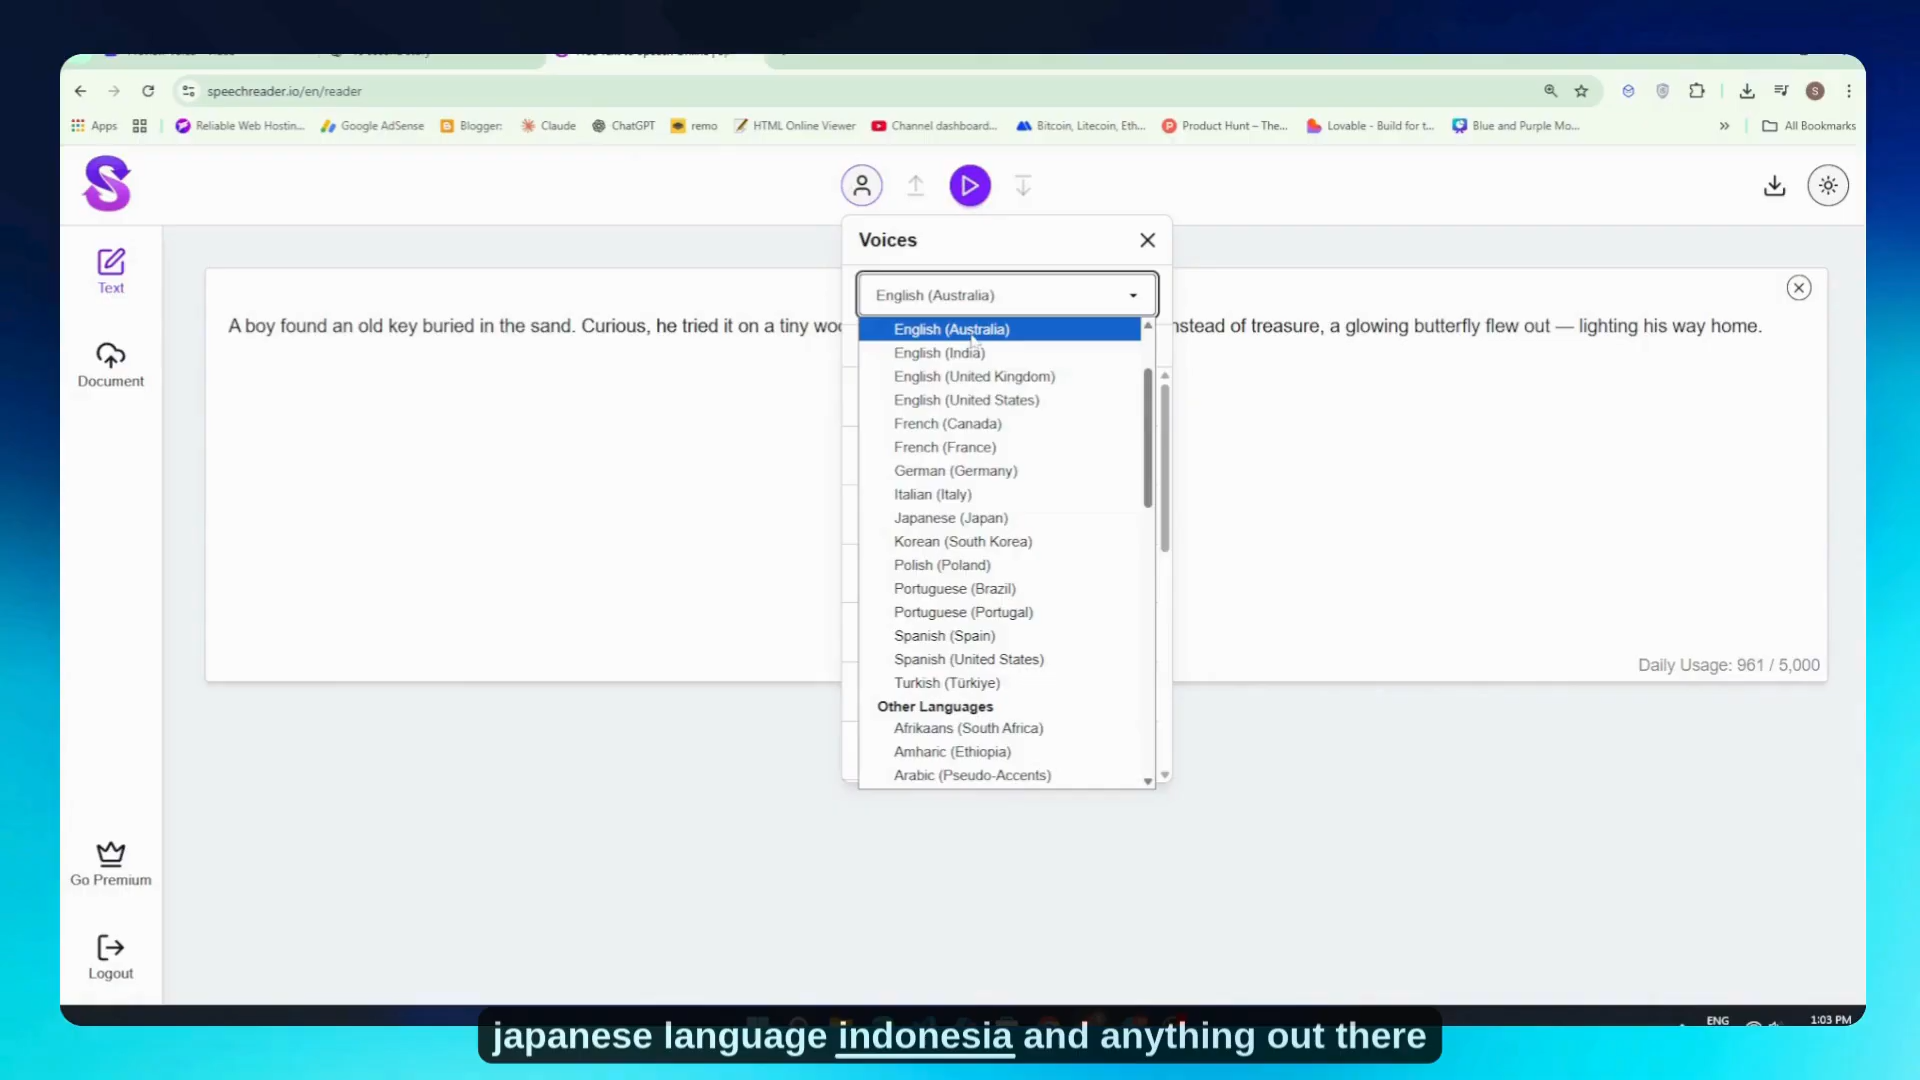 speechreader.io/en/reader
Apps
Reliable Web Hostin...
Google AdSense
Blogger:
Claude
ChatGPT
remo
HTML Online Viewer
Channel dashboard...
Bitcoin, Litecoin, Eth...
Product Hunt – The...
Lovable - Build for t...
Blue and Purple Mo...
All Bookmarks
S
Voices
English (Australia)
A boy found an old key buried in the sand. Curious, he tried it on a tiny
nstead of treasure, a glowing butterfly flew out — lighting his way home.
English (Australia)
English (India)
English (United Kingdom)
English (United States)
French (Canada)
French (France)
German (Germany)
Italian (Italy)
Japanese (Japan)
Korean (South Korea)
Polish (Poland)
Portuguese (Brazil)
Portuguese (Portugal)
Spanish (Spain)
Spanish (United States)
Turkish (Türkiye)
Other Languages
Afrikaans (South Africa)
Amharic (Ethiopia)
Arabic (Pseudo-Accents)
Text
Document
Go Premium
Logout
Daily Usage: 961 / 5,000
ENG
1:03 PM
japanese language indonesia and anything out there